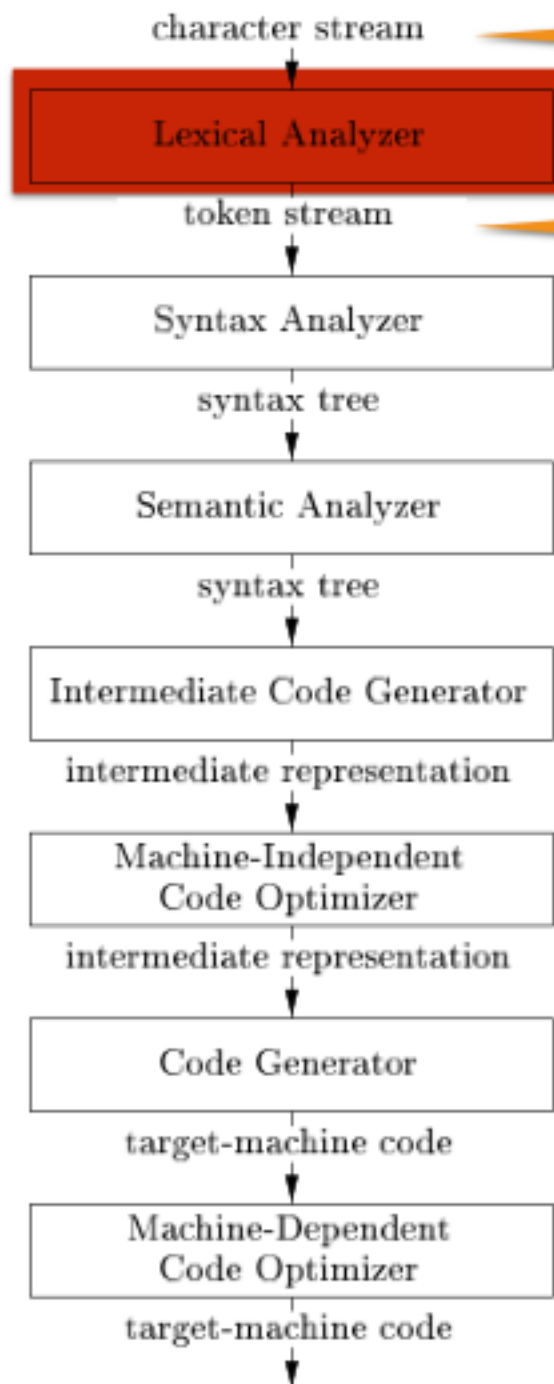 character stream
Lexical Analyzer
token stream
Syntax Analyzer
syntax tree
Semantic Analyzer
syntax tree
Intermediate Code Generator
intermediate representation
Machine-Independent
Code Optimizer
intermediate representation
Code Generator
target-machine code
Machine-Dependent
Code Optimizer
target-machine code